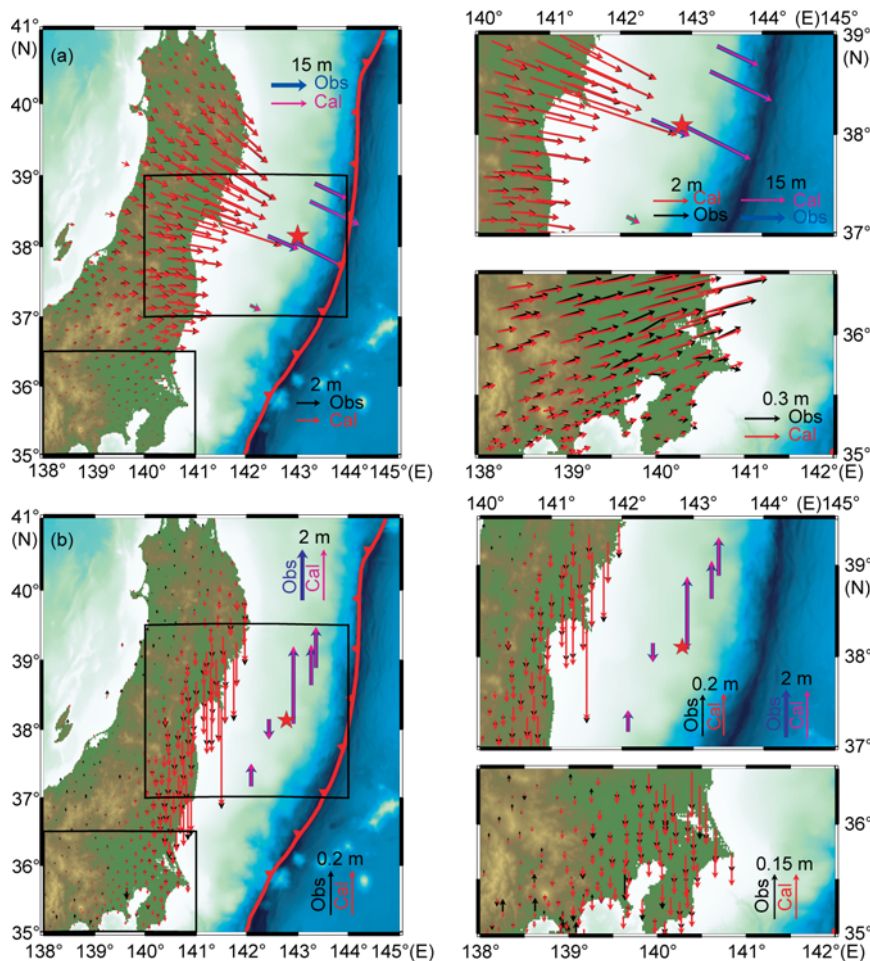 140° 141° 142° 143° 144° (E) 145°
41°
(N)
(a)
15 m
Obs
Cal
40°
39°
38°
37°
36°
35°
2 m
Obs
Cal
138° 139° 140° 141° 142° 143° 144° 145° (E)
39°
(N)
38°
37°
2 m
Cal
Obs
15 m
Cal
Obs
36°
35°
0.3 m
Obs
Cal
138° 139° 140° 141° 142° (E)
41°
(N)
(b)
2 m
Obs
Cal
40°
39°
38°
37°
36°
35°
0.2 m
Obs
Cal
138° 139° 140° 141° 142° 143° 144° 145° (E)
140° 141° 142° 143° 144° (E) 145°
39°
(N)
38°
37°
0.2 m
Obs
Cal
2 m
Obs
Cal
36°
35°
0.15 m
Obs
Cal
138° 139° 140° 141° 142° (E)